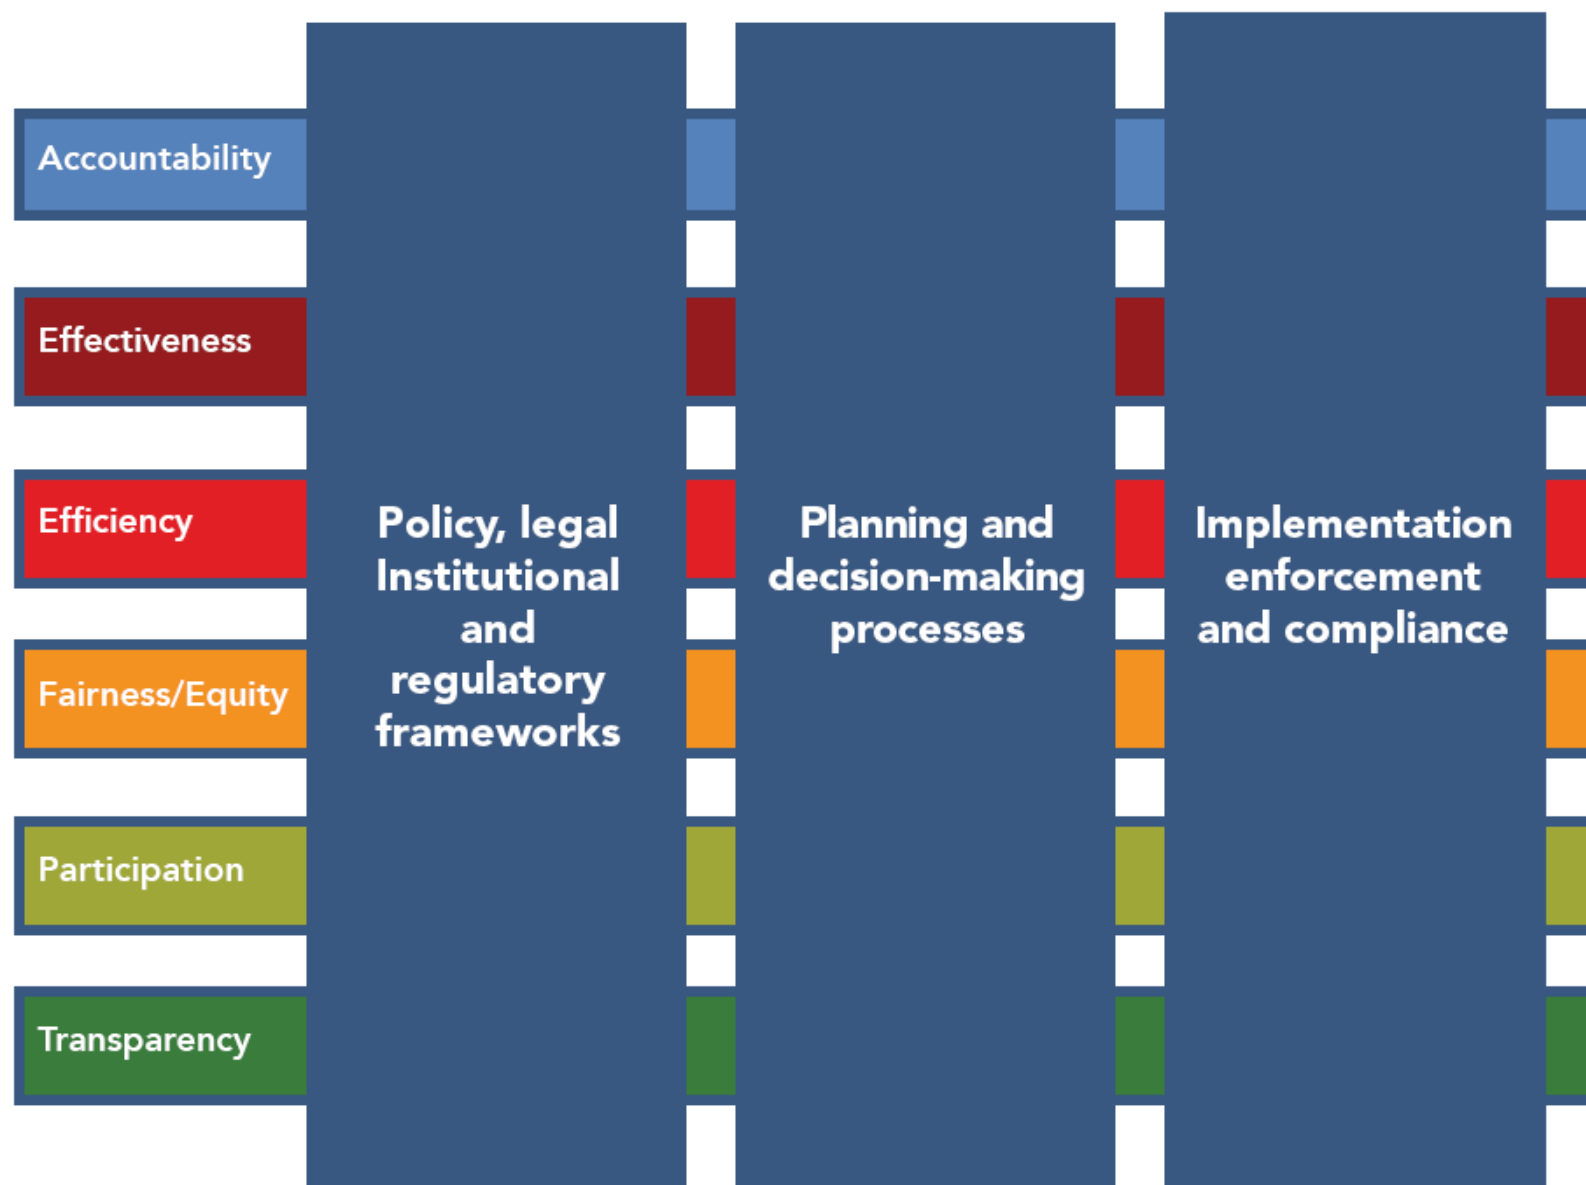 Accountability
Effectiveness
Efficiency
Fairness/Equity
Participation
Transparency
Policy, legal
Institutional
and
regulatory
frameworks
Planning and
decision-making
processes
Implementation
enforcement
and compliance